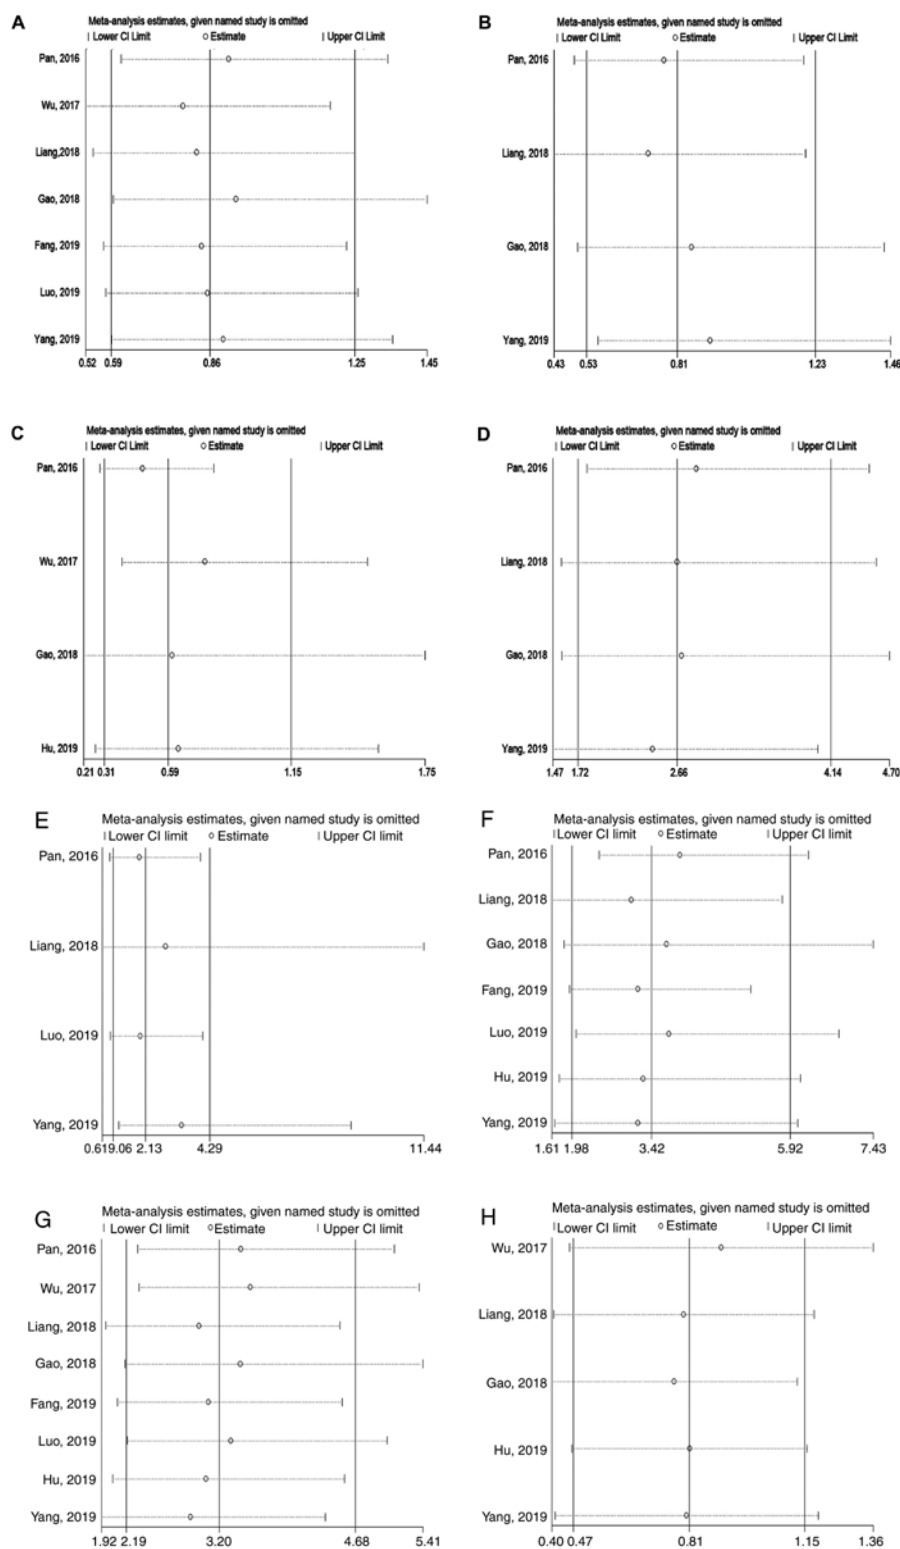 A
Meta-analysis estimates, given named study is omitted
Lower CI Limit Estimate Upper CI Limit
Pan, 2016
Wu, 2017
Liang,2018
Gao, 2018
Fang, 2019
Luo, 2019
Yang, 2019
0.52 0.59 0.86 1.25 1.45
B
Meta-analysis estimates, given named study is omitted
Lower CI Limit Estimate Upper CI Limit
Pan, 2016
Liang, 2018
Gao, 2018
Yang, 2019
0.43 0.53 0.81 1.23 1.46
C
Meta-analysis estimates, given named study is omitted
Lower CI Limit Estimate Upper CI Limit
Pan, 2016
Wu, 2017
Gao, 2018
Hu, 2019
0.21 0.31 0.59 1.15 1.75
D
Meta-analysis estimates, given named study is omitted
Lower CI Limit Estimate Upper CI Limit
Pan, 2016
Liang, 2018
Gao, 2018
Yang, 2019
1.47 1.72 2.66 4.14 4.70
E
Meta-analysis estimates, given named study is omitted
Lower CI limit Estimate Upper CI limit
Pan, 2016
Liang, 2018
Luo, 2019
Yang, 2019
2.13 4.29 11.44
F
Meta-analysis estimates, given named study is omitted
Lower CI limit Estimate Upper CI limit
Pan, 2016
Liang, 2018
Gao, 2018
Fang, 2019
Luo, 2019
Hu, 2019
Yang, 2019
1.61 1.98 3.42 5.92 7.43
G
Meta-analysis estimates, given named study is omitted
Lower CI limit Estimate Upper CI limit
Pan, 2016
Wu, 2017
Liang, 2018
Gao, 2018
Fang, 2019
Luo, 2019
Hu, 2019
Yang, 2019
1.92 2.19 3.20 4.68 5.41
H
Meta-analysis estimates, given named study is omitted
Lower CI limit Estimate Upper CI limit
Wu, 2017
Liang, 2018
Gao, 2018
Hu, 2019
Yang, 2019
0.40 0.47 0.81 1.15 1.36